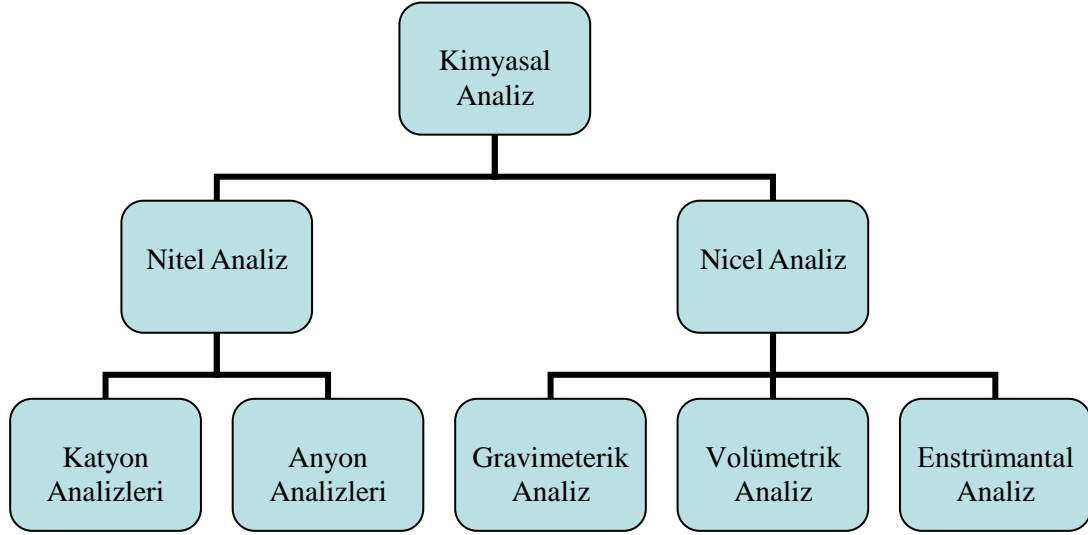 Kimyasal
Analiz
Nitel Analiz
Nicel Analiz
Katyon
Analizleri
Anyon
Analizleri
Gravimeterik
Analiz
Volümetrik
Analiz
Enstrümantal
Analiz